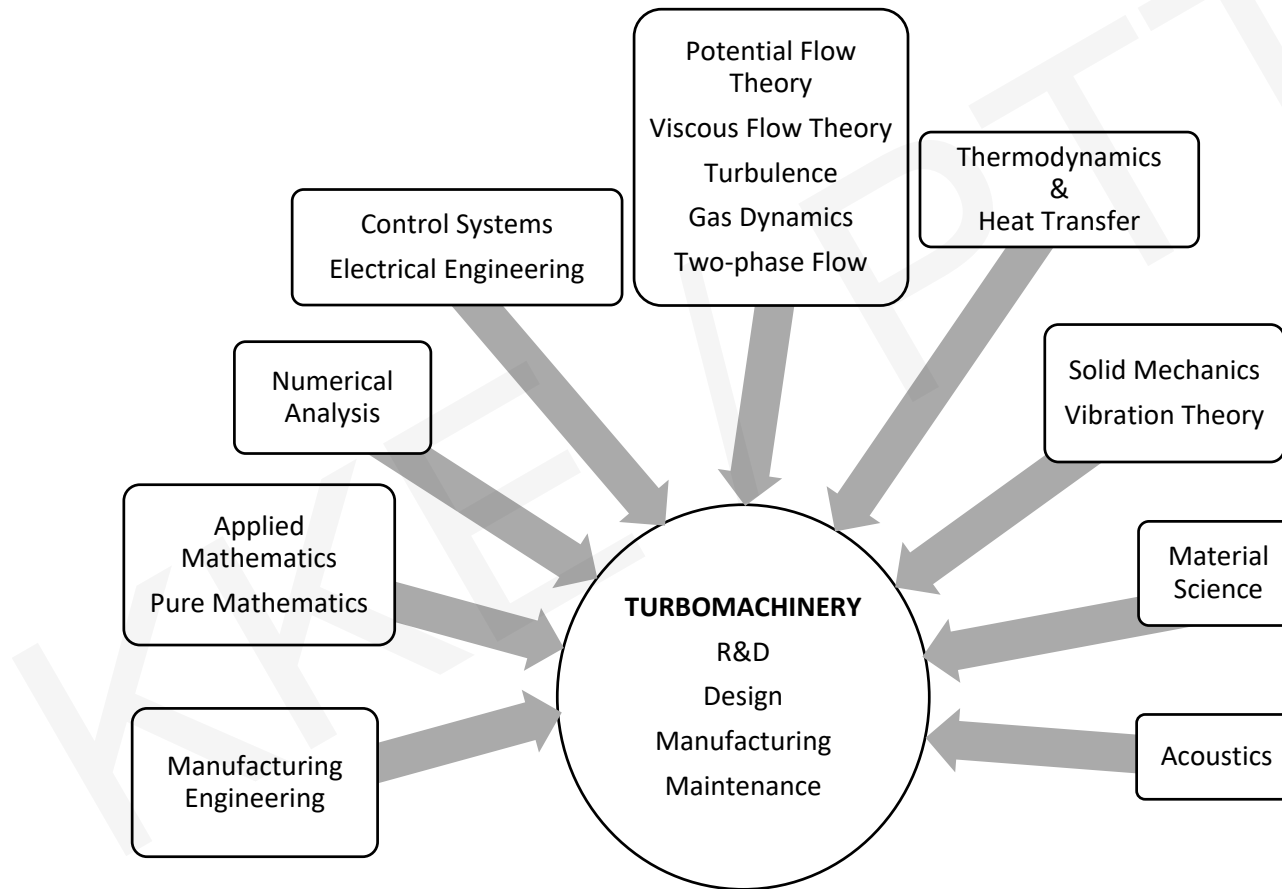 Potential Flow
Theory
Viscous Flow Theory
Turbulence
Gas Dynamics
Two-phase Flow
Thermodynamics
&
Heat Transfer
Control Systems
Electrical Engineering
Numerical
Analysis
Solid Mechanics
Vibration Theory
Applied
Mathematics
Pure Mathematics
Material
Science
TURBOMACHINERY
R&D
Design
Manufacturing
Maintenance
Manufacturing
Engineering
Acoustics